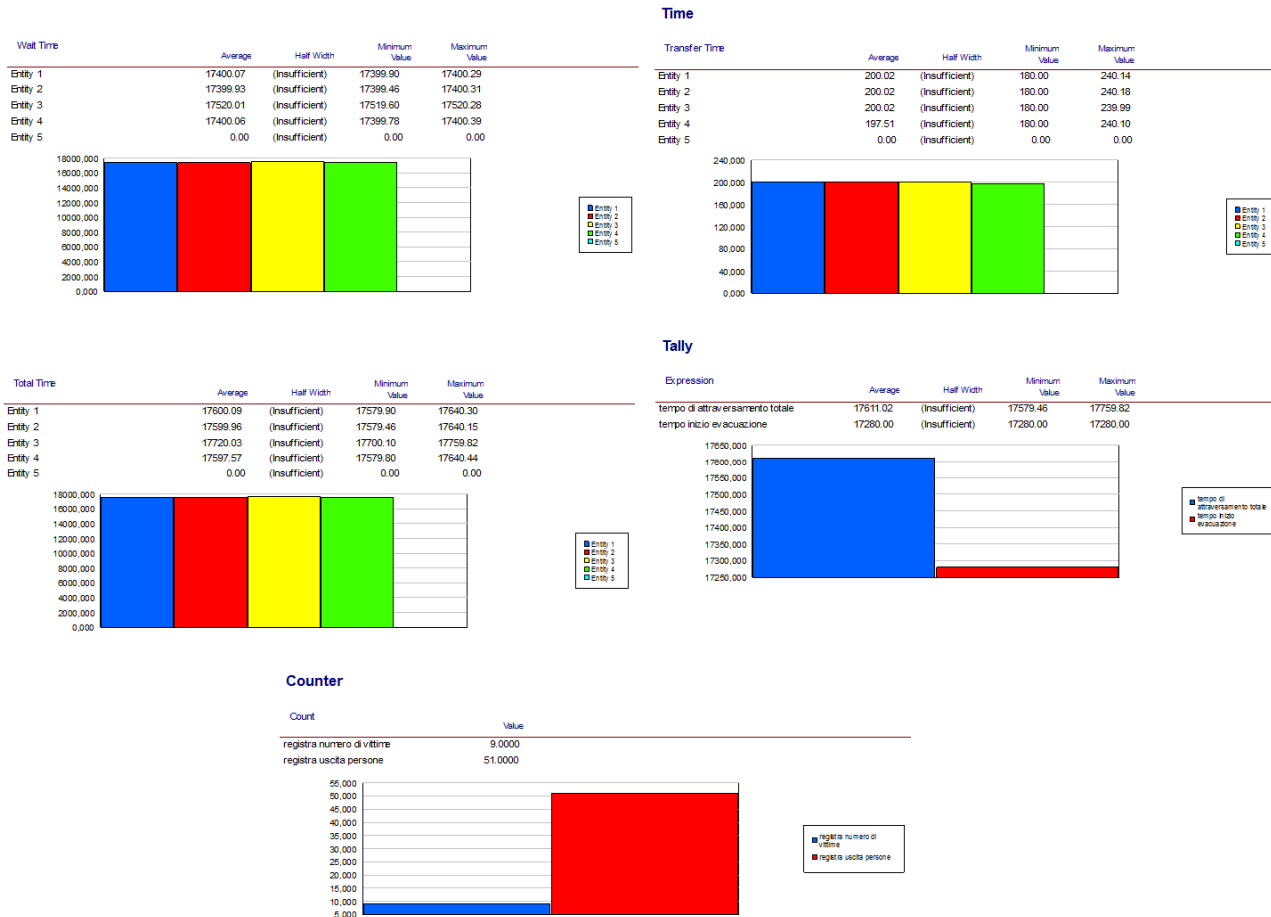 Wait Time
Average Half Width Minimum Value Maximum Value
Entity 1 17400.07 (Insufficient) 17399.90 17400.29
Entity 2 17399.93 (Insufficient) 17399.46 17400.31
Entity 3 17520.01 (Insufficient) 17519.60 17520.28
Entity 4 17400.06 (Insufficient) 17399.78 17400.39
Entity 5 0.00 (Insufficient) 0.00 0.00
18000,000
16000,000
14000,000
12000,000
10000,000
8000,000
6000,000
4000,000
2000,000
0,000
Entity 1
Entity 2
Entity 3
Entity 4
Entity 5
Time
Transfer Time
Average Half Width Minimum Value Maximum Value
Entity 1 200.02 (Insufficient) 180.00 240.14
Entity 2 200.02 (Insufficient) 180.00 240.18
Entity 3 200.02 (Insufficient) 180.00 239.99
Entity 4 197.51 (Insufficient) 180.00 240.10
Entity 5 0.00 (Insufficient) 0.00 0.00
240,000
200,000
160,000
120,000
80,000
40,000
0,000
Entity 1
Entity 2
Entity 3
Entity 4
Entity 5
Total Time
Average Half Width Minimum Value Maximum Value
Entity 1 17600.09 (Insufficient) 17579.90 17640.30
Entity 2 17599.96 (Insufficient) 17579.46 17640.15
Entity 3 17720.03 (Insufficient) 17700.10 17759.82
Entity 4 17597.57 (Insufficient) 17579.80 17640.44
Entity 5 0.00 (Insufficient) 0.00 0.00
18000,000
16000,000
14000,000
12000,000
10000,000
8000,000
6000,000
4000,000
2000,000
0,000
Entity 1
Entity 2
Entity 3
Entity 4
Entity 5
Tally
Expression
Average Half Width Minimum Value Maximum Value
tempo di attraversamento totale 17611.02 (Insufficient) 17579.46 17759.82
tempo inizio evacuazione 17280.00 (Insufficient) 17280.00 17280.00
17650,000
17600,000
17550,000
17500,000
17450,000
17400,000
17350,000
17300,000
17250,000
tempo di
attraversamento totale
tempo inizio
evacuazione
Counter
Count
Value
registra numero di vittime 9.0000
registra uscita persone 51.0000
55,000
50,000
45,000
40,000
35,000
30,000
25,000
20,000
15,000
10,000
5,000
registra numero di
vittime
registra uscita persone